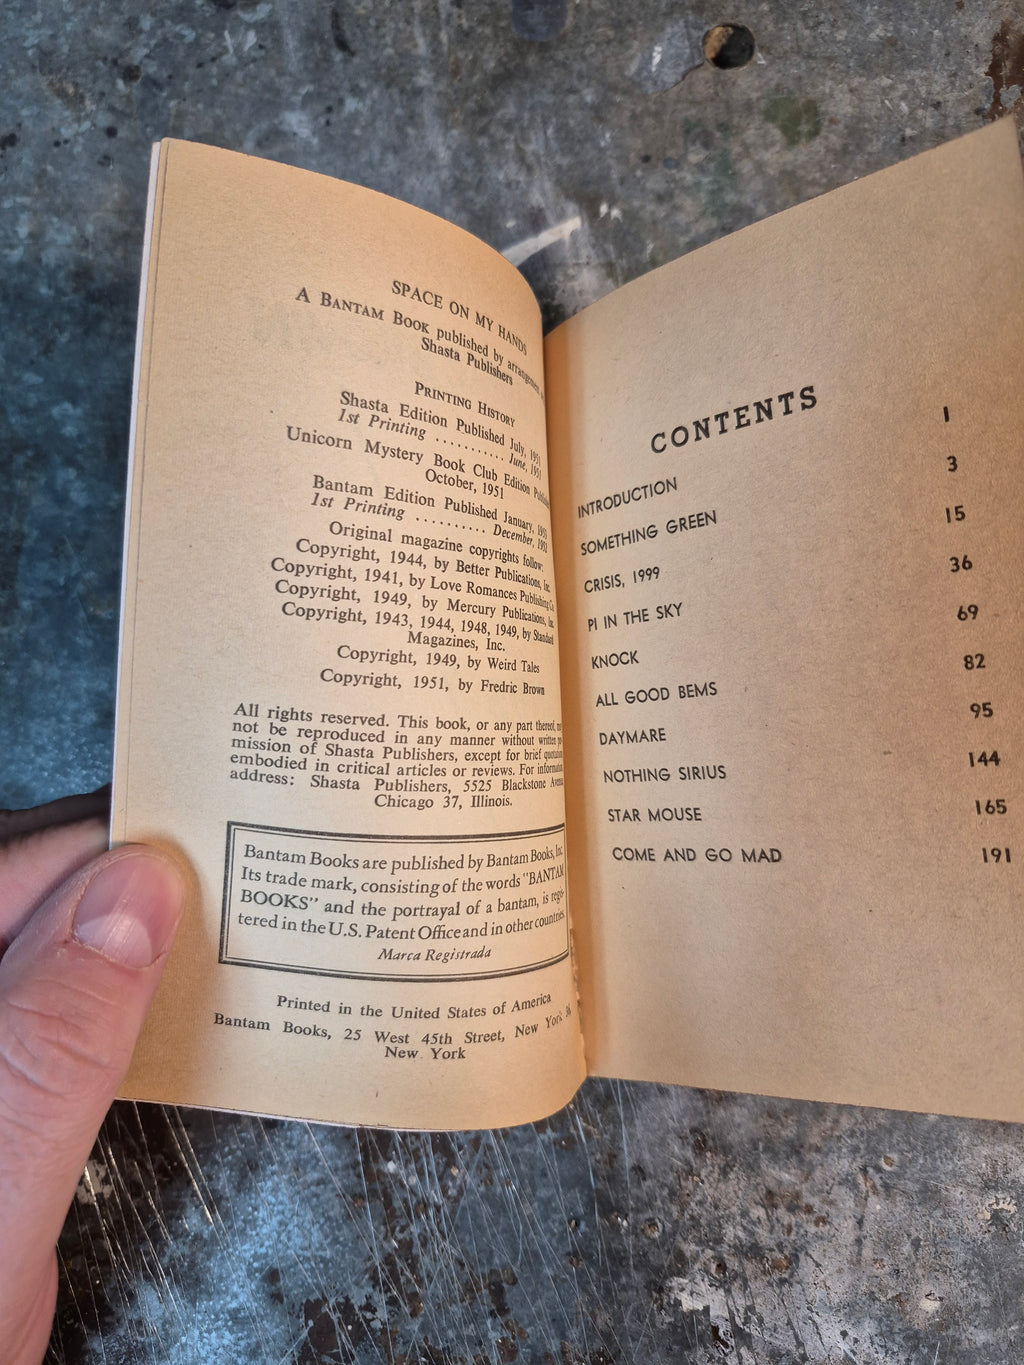 SPACE ON MY HANDS
A BANTAM BOOK published by
Shasta Publishers
PRINTING HISTORY
Shasta Edition Published July, 1951
1st Printing ........... June, 1951
Unicorn Mystery Book Club Edition
October, 1951
Bantam Edition Published January,
1st Printing .......... December,
Original magazine copyrights follow:
Copyright, 1944, by Better Publications, Inc.
Copyright, 1941, by Love Romances Publishing Co.
Copyright, 1949, by Mercury Publications, Inc.
Copyright, 1943, 1944, 1948, 1949, by Standard
Magazines, Inc.
Copyright, 1949, by Weird Tales
Copyright, 1951, by Fredric Brown
All rights reserved. This book, or any part thereof,
not be reproduced in any manner without written
mission of Shasta Publishers, except for brief
embodied in critical articles or reviews. For
address: Shasta Publishers, 5525 Blackstone
Chicago 37, Illinois.
Bantam Books are published by Bantam Books, Inc.
Its trade mark, consisting of the words "BANTAM
BOOKS" and the portrayal of a bantam, is regis-
tered in the U.S. Patent Office and in other countries.
Marca Registrada
Printed in the United States of America
Bantam Books, 25 West 45th Street, New York
New York
CONTENTS
INTRODUCTION 1
SOMETHING GREEN 3
CRISIS, 1999 15
PI IN THE SKY 36
KNOCK 69
ALL GOOD BEMS 82
DAYMARE 95
NOTHING SIRIUS 144
STAR MOUSE 165
COME AND GO MAD 191